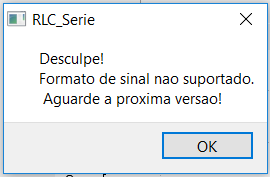 RLC_Serie
Desculpe!
Formato de sinal nao suportado.
Aguarde a proxima versao!
OK